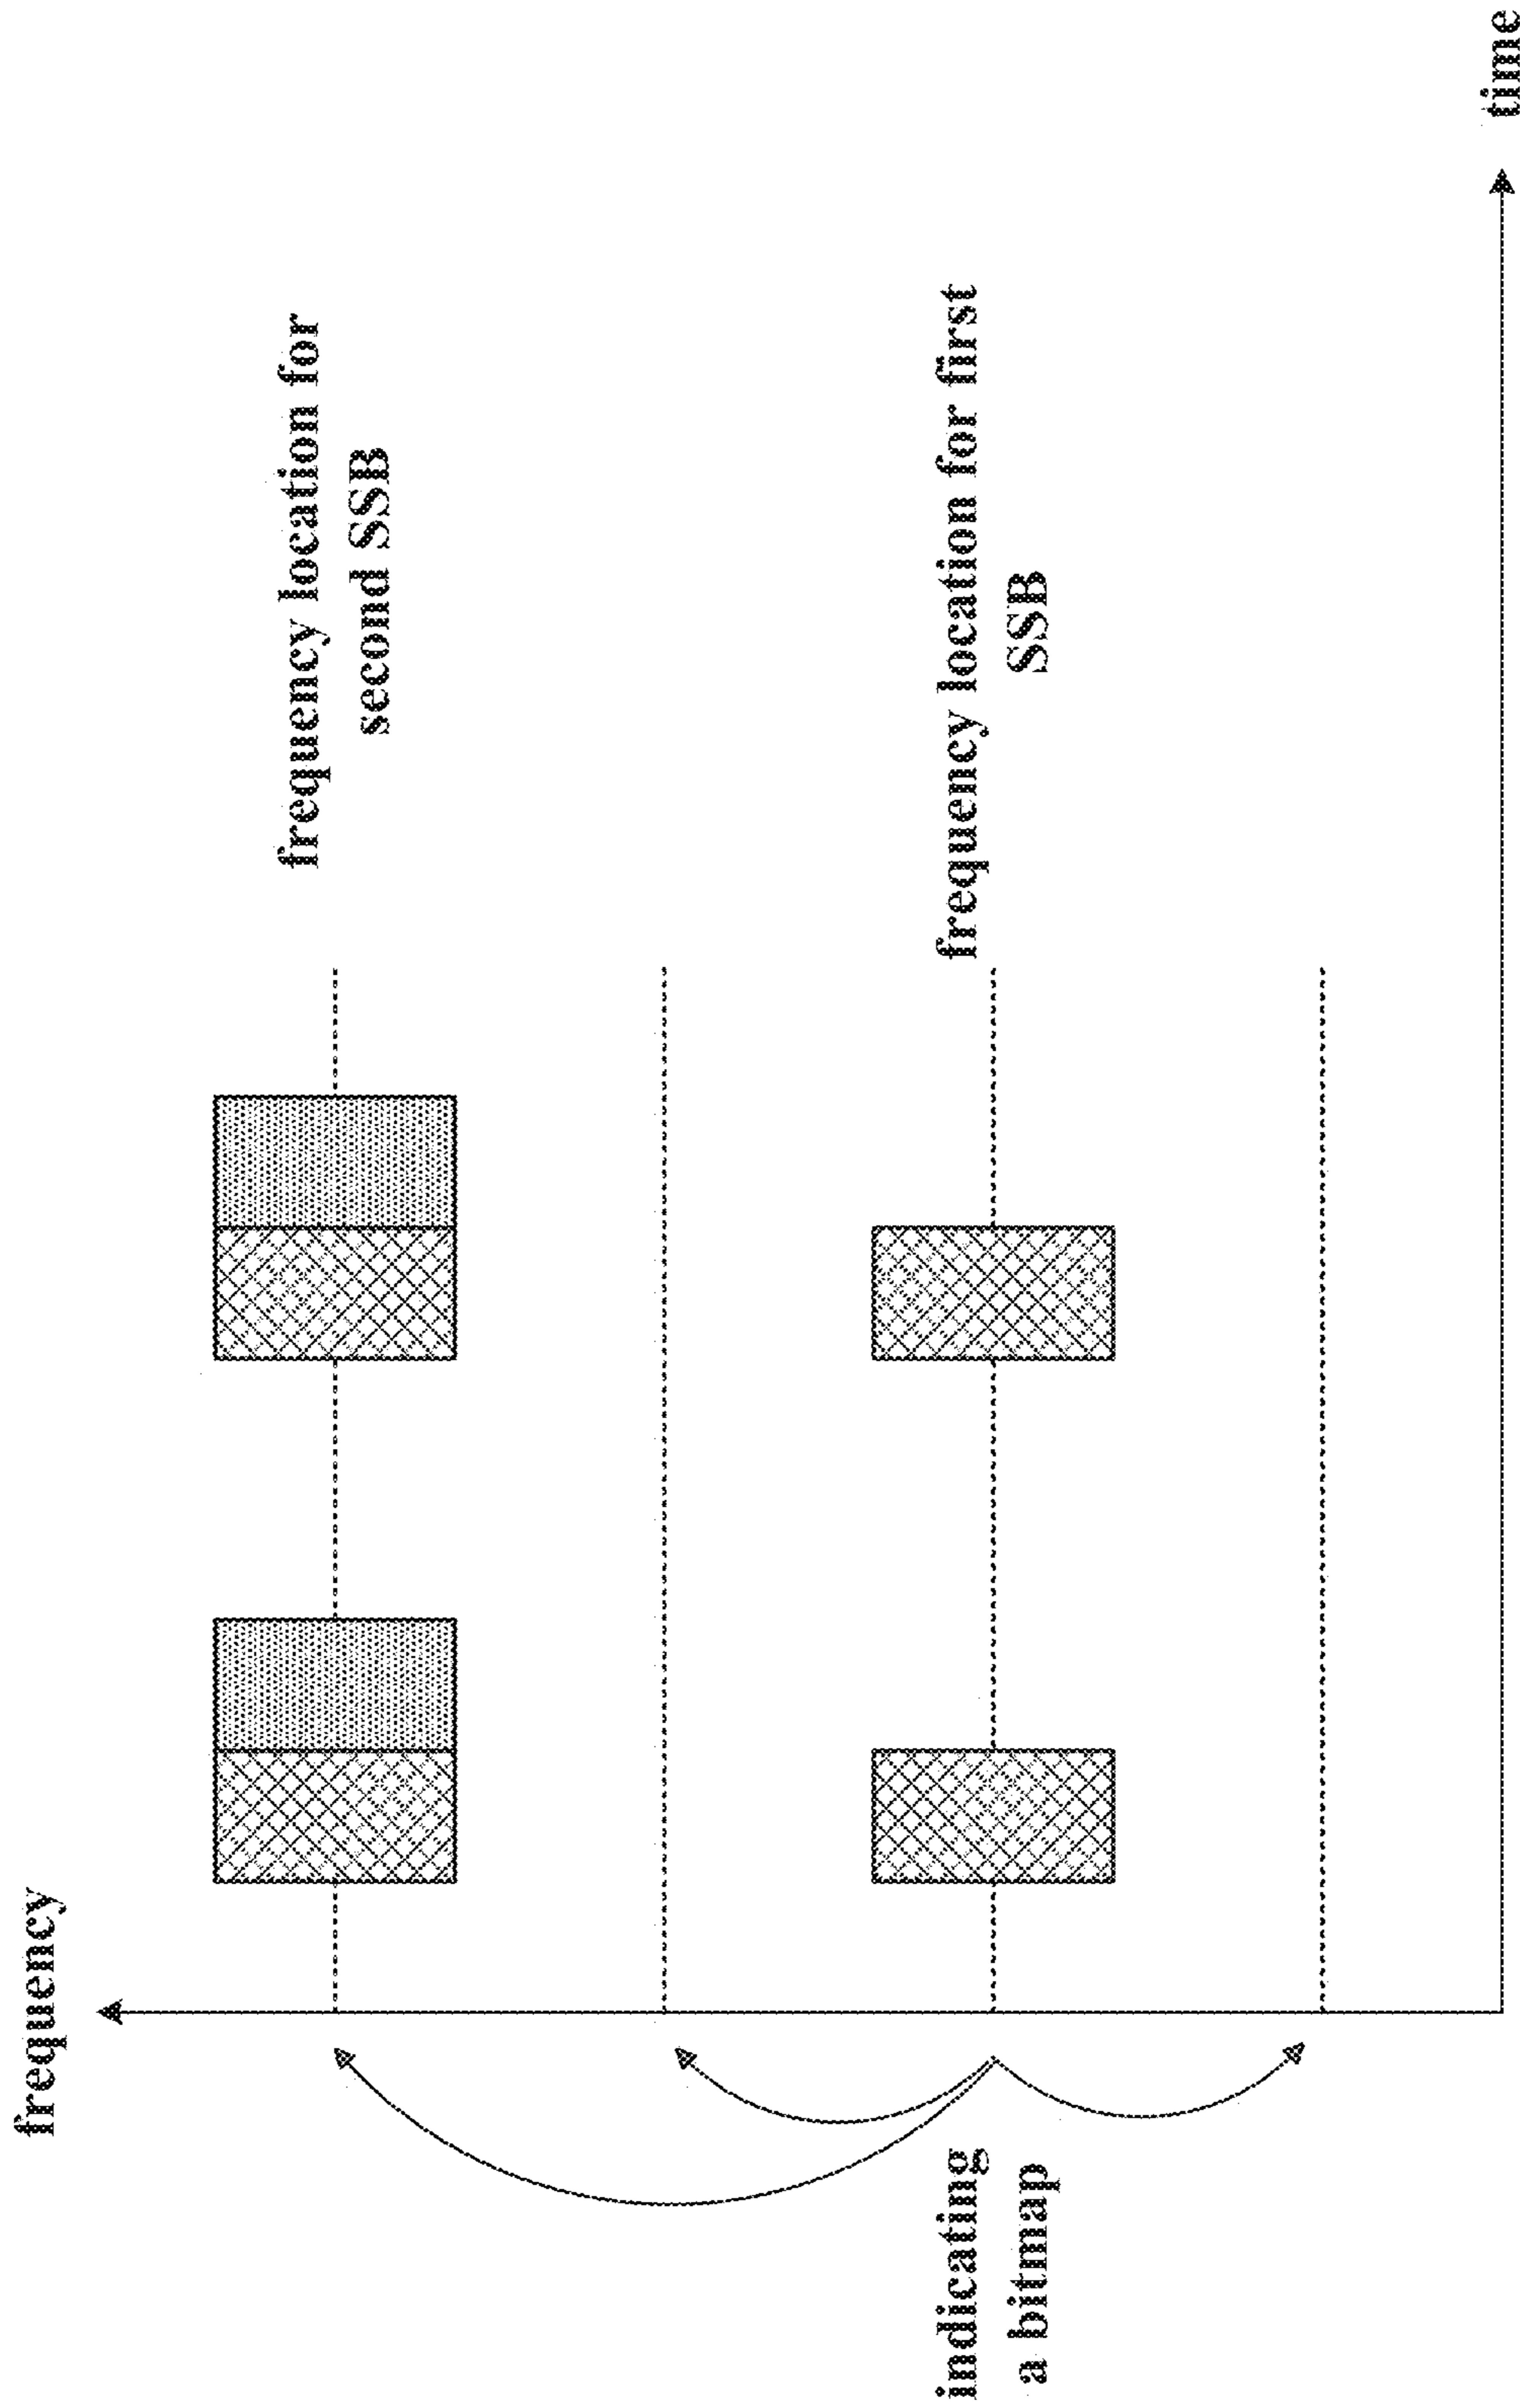 frequency
frequency location for
second SSB
indicating
a bitmap
frequency location for first
SSB
time